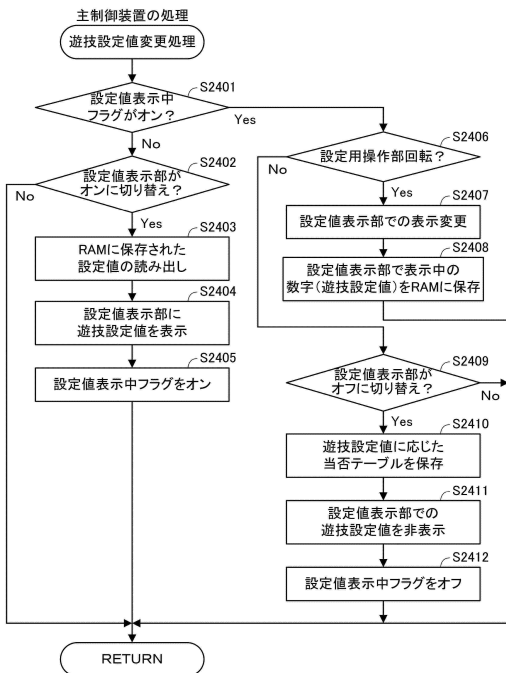 主制御装置の処理
遊技設定値変更処理
S2401
設定値表示中
フラグがオン？
Yes
No
S2402
設定値表示部が
オンに切り替え？
No
Yes
S2403
RAMに保存された
設定値の読み出し
S2404
設定値表示部に
遊技設定値を表示
S2405
設定値表示中フラグをオン
S2406
設定用操作部回転？
No
Yes
S2407
設定値表示部での表示変更
S2408
設定値表示部で表示中の
数字（遊技設定値）をRAMに保存
S2409
設定値表示部が
オフに切り替え？
No
Yes
S2410
遊技設定値に応じた
当否テーブルを保存
S2411
設定値表示部での
遊技設定値を非表示
S2412
設定値表示中フラグをオフ
RETURN